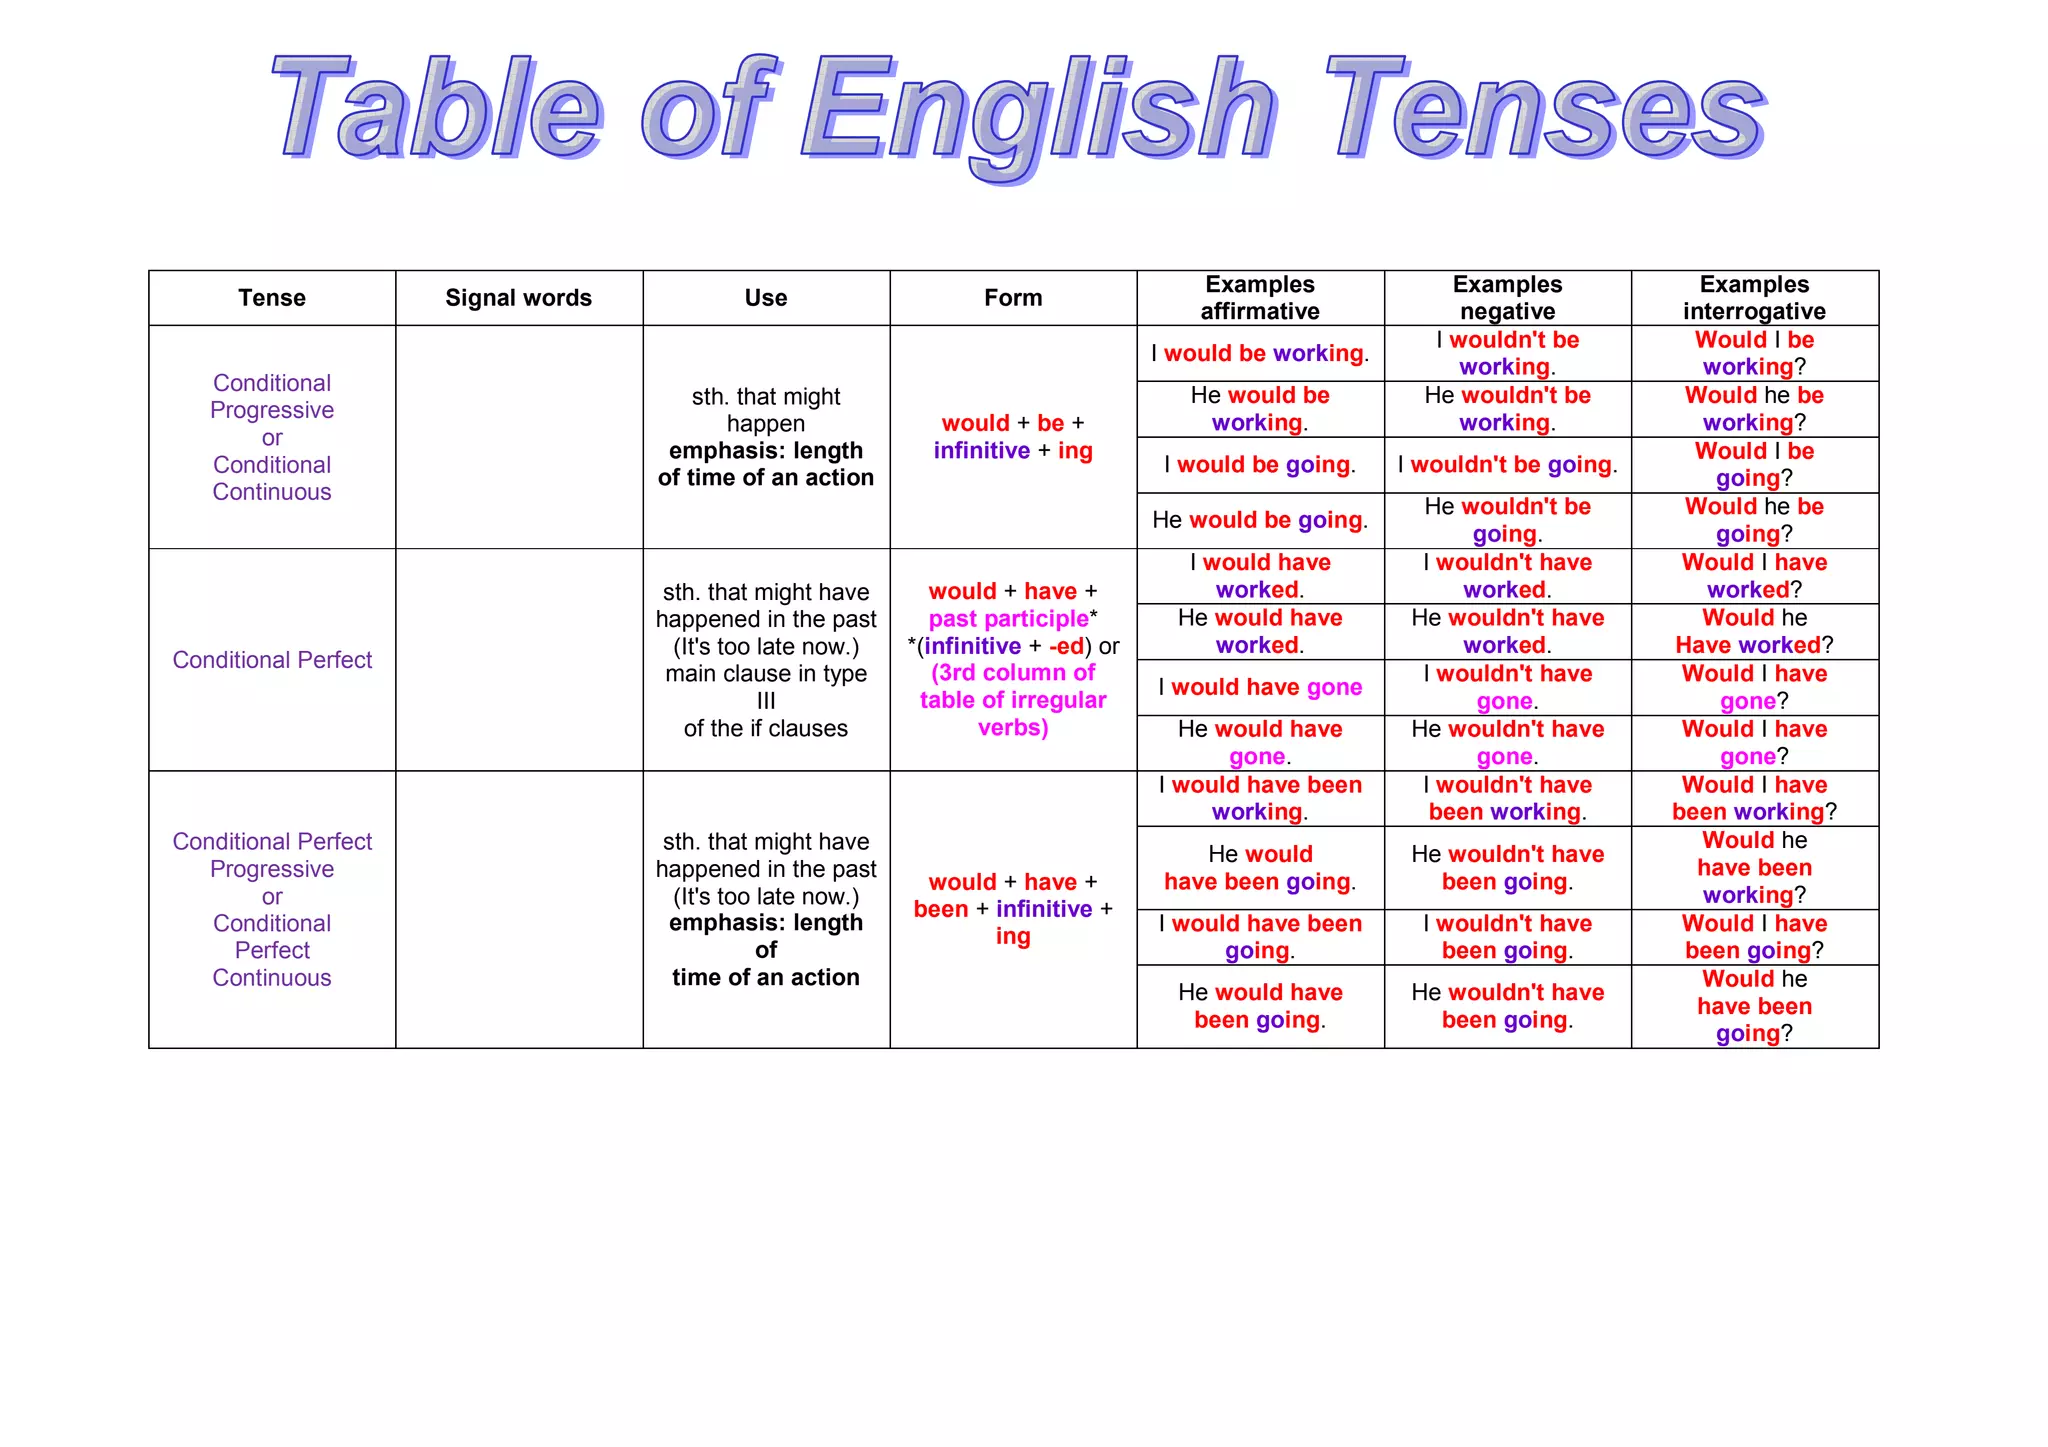 Table of English Tenses
Tense
Signal words
Use
Form
Examples
affirmative
Examples
negative
Examples
interrogative
Conditional
Progressive
or
Conditional
Continuous
sth. that might
happen
emphasis: length
of time of an action
would + be +
infinitive + ing
I would be working.
I wouldn't be
working.
Would I be
working?
He would be
working.
He wouldn't be
working.
Would he be
working?
I would be going.
I wouldn't be going.
Would I be
going?
He would be going.
He wouldn't be
going.
Would he be
going?
Conditional Perfect
sth. that might have
happened in the past
(It's too late now.)
main clause in type
III
of the if clauses
would + have +
past participle*
*(infinitive + -ed) or
(3rd column of
table of irregular
verbs)
I would have
worked.
I wouldn't have
worked.
Would I have
worked?
He would have
worked.
He wouldn't have
worked.
Would he
Have worked?
I would have gone
I wouldn't have
gone.
Would I have
gone?
He would have
gone.
He wouldn't have
gone.
Would I have
gone?
Conditional Perfect
Progressive
or
Conditional
Perfect
Continuous
sth. that might have
happened in the past
(It's too late now.)
emphasis: length
of
time of an action
would + have +
been + infinitive +
ing
I would have been
working.
I wouldn't have
been working.
Would I have
been working?
He would
have been going.
He wouldn't have
been going.
Would he
have been
working?
I would have been
going.
I wouldn't have
been going.
Would I have
been going?
He would have
been going.
He wouldn't have
been going.
Would he
have been
going?